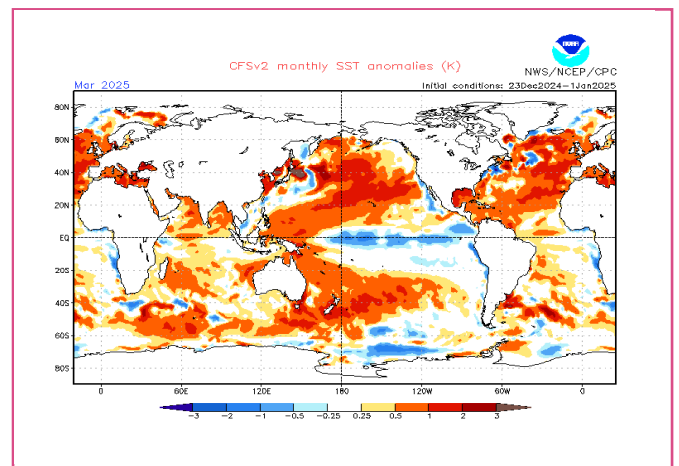 NOAA
CFSv2 monthly SST anomalies (K)
NWS/NCEP/CPC
Mar 2025
Initial conditions: 23Dec2024-1Jan2025
80N
60N
40N
20N
EQ
20S
40S
60S
80S
0 60E 120E 180 120W 60W 0
-3 -2 -1 -0.5 -0.25 0.25 0.5 1 2 3